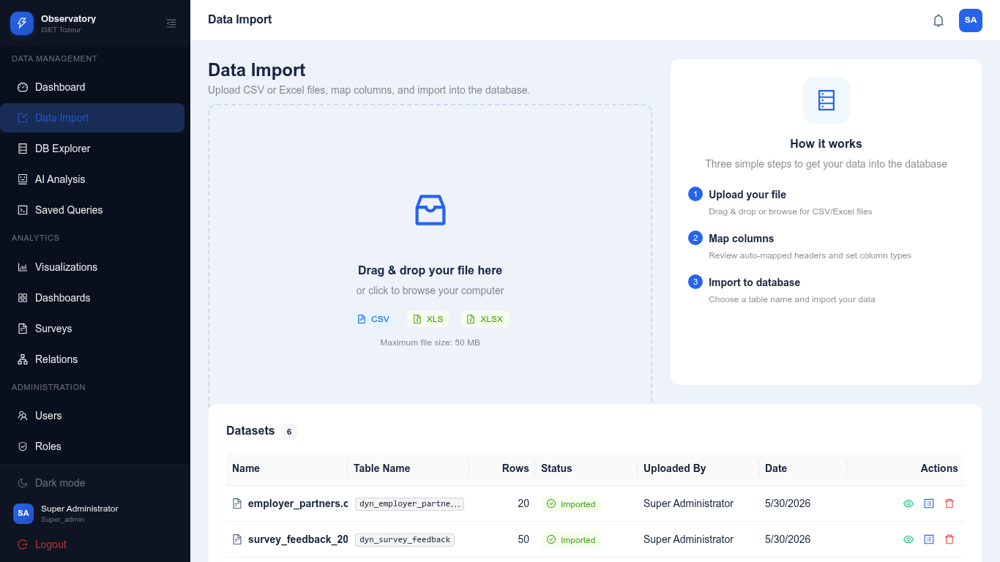 Observatory
ISET Tozeur
DATA MANAGEMENT
Dashboard
Data Import
DB Explorer
AI Analysis
Saved Queries
ANALYTICS
Visualizations
Dashboards
Surveys
Relations
ADMINISTRATION
Users
Roles
Dark mode
SA
Super Administrator
Super_admin
Logout
Data Import
SA
Data Import
Upload CSV or Excel files, map columns, and import into the database.
Drag & drop your file here
or click to browse your computer
CSV XLS XLSX
Maximum file size: 50 MB
How it works
Three simple steps to get your data into the database
1 Upload your file
Drag & drop or browse for CSV/Excel files
2 Map columns
Review auto-mapped headers and set column types
3 Import to database
Choose a table name and import your data
Datasets 6
Name Table Name Rows Status Uploaded By Date Actions
employer_partners.c dyn_employer_partne... 20 Imported Super Administrator 5/30/2026
survey_feedback_20 dyn_survey_feedback 50 Imported Super Administrator 5/30/2026